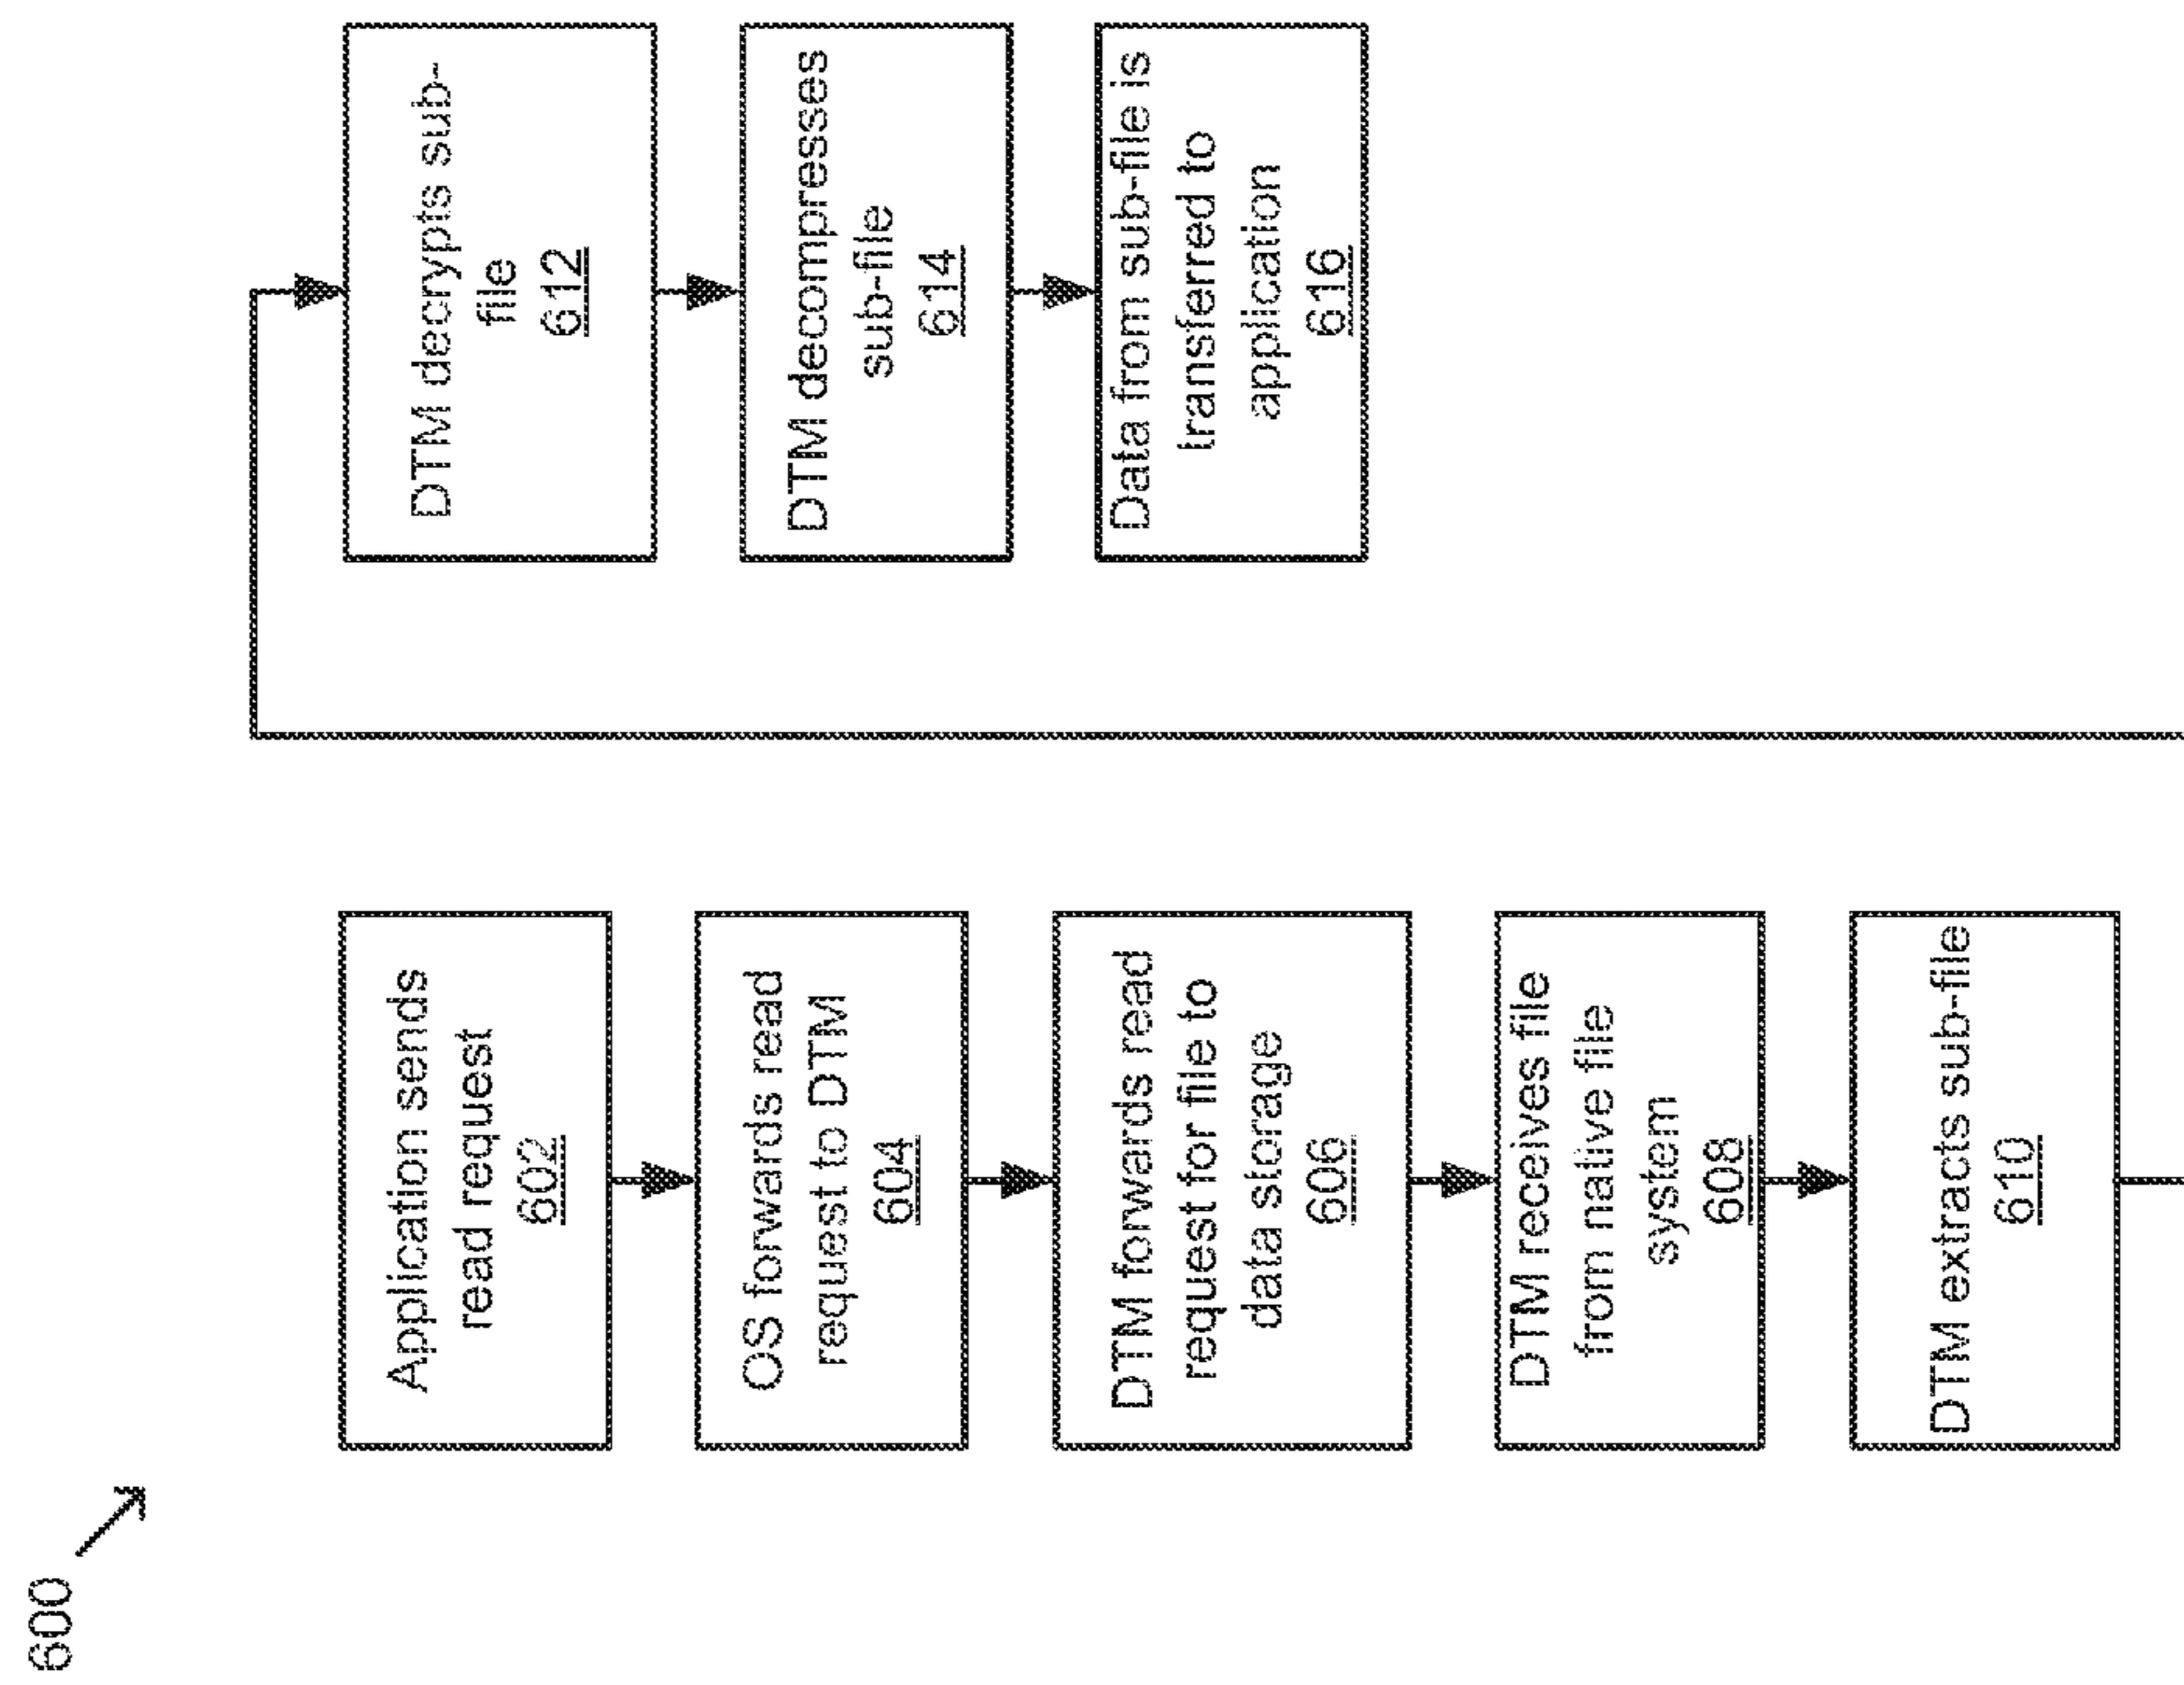 600
Application sends
read request
602
OS forwards read
request to DTM
604
DTM forwards read
request for file to
data storage
606
DTM receives file
from native file
system
608
DTM extracts sub-file
610
DTM decrypts sub-
file
612
DTM decompresses
sub-file
614
Data from sub-file is
transferred to
application
616